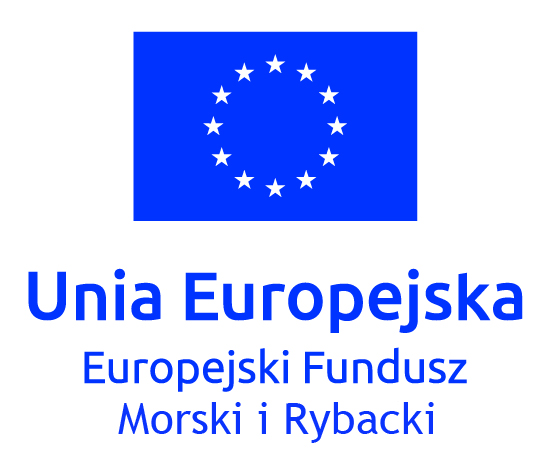 Unia Europejska
Europejski Fundusz
Morski i Rybacki